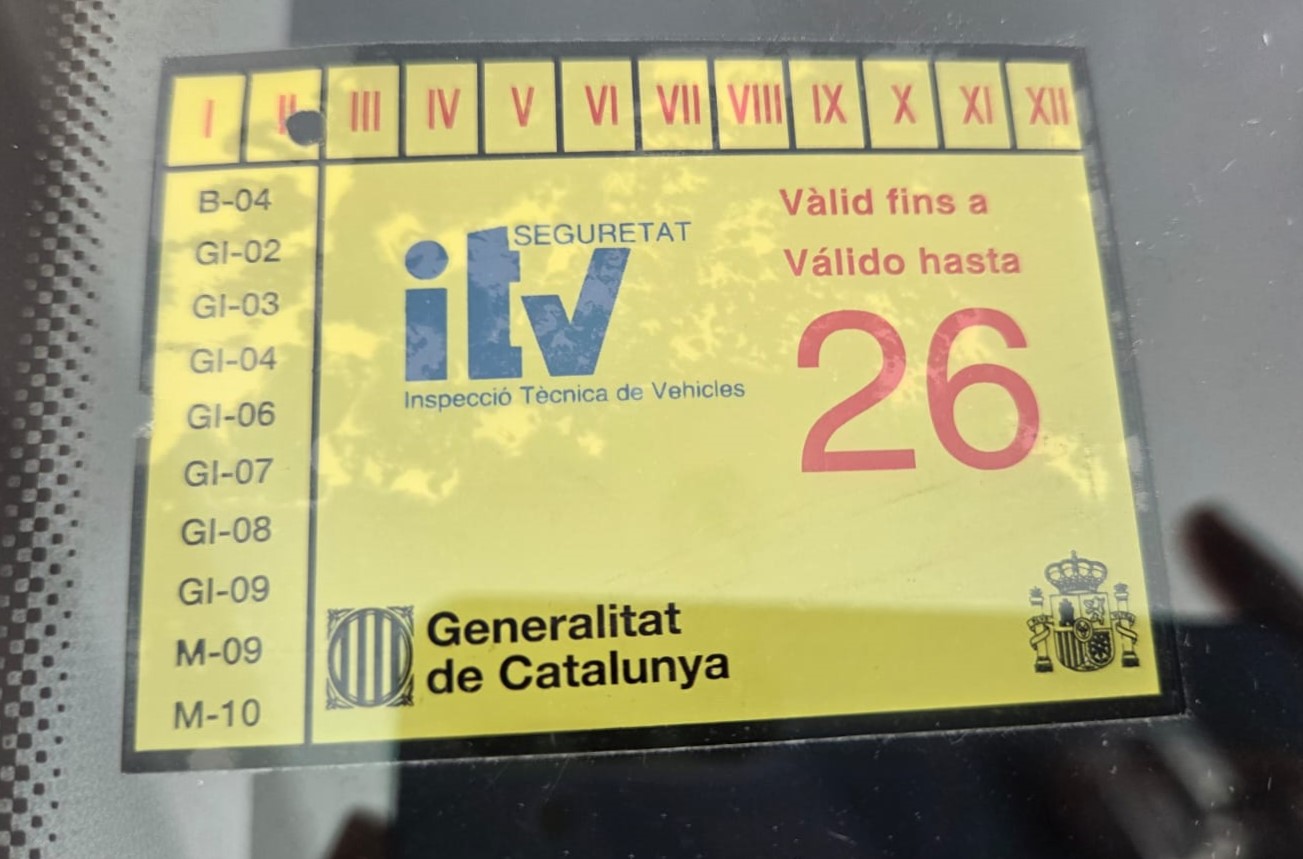 I II III IV V VI VII VIII IX X XI XII
B-04
GI-02
GI-03
GI-04
GI-06
GI-07
GI-08
GI-09
M-09
M-10
SEGURETAT
itv
Inspecció Tècnica de Vehicles
Vàlid fins a
Válido hasta
26
Generalitat
de Catalunya